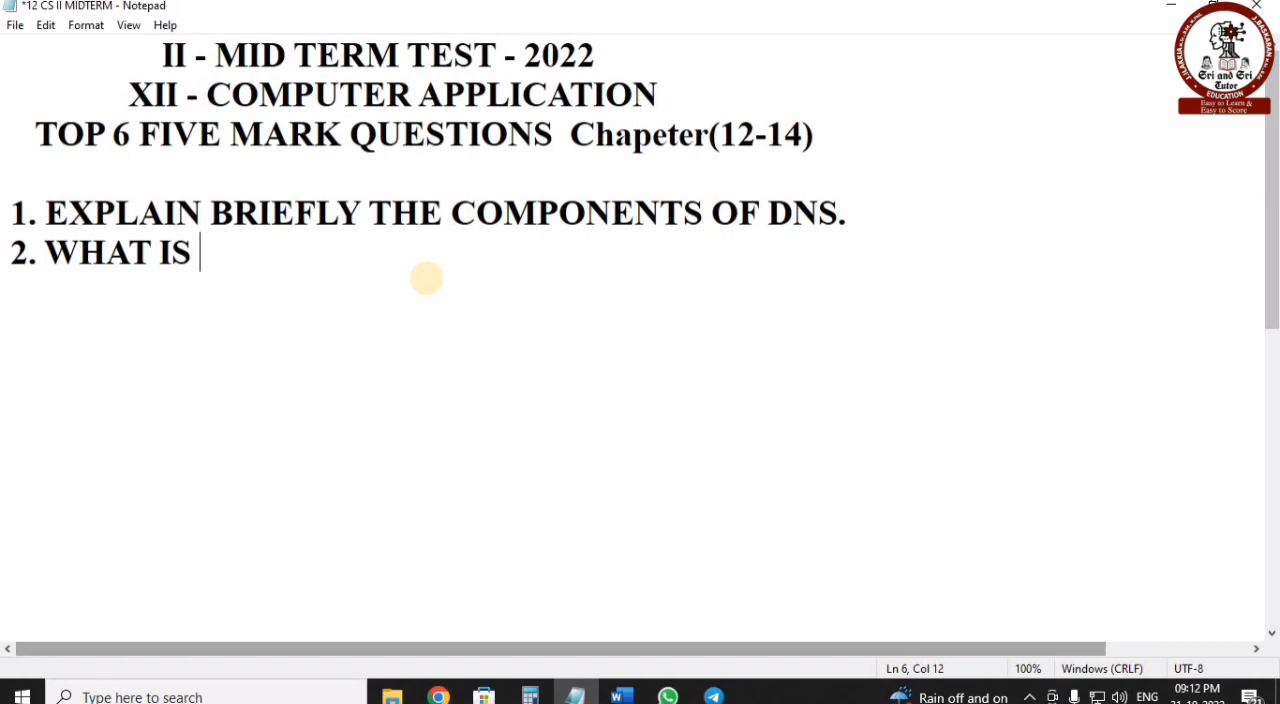 *12 CS II MIDTERM - Notepad
File Edit Format View Help
II - MID TERM TEST - 2022
XII - COMPUTER APPLICATION
TOP 6 FIVE MARK QUESTIONS Chapeter(12-14)
1. EXPLAIN BRIEFLY THE COMPONENTS OF DNS.
2. WHAT IS
Sri and Sri
Tutor
EDUCATION
Easy to Learn &
Easy to Score
Ln 6, Col 12 100% Windows (CRLF) UTF-8
Type here to search
Rain off and on
ENG
09:12 PM